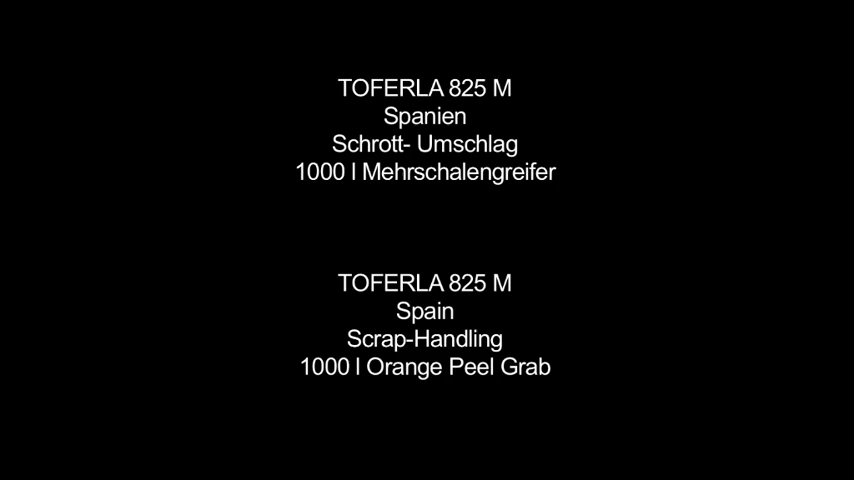 TOFERLA 825 M
Spanien
Schrott- Umschlag
1000 l Mehrschalengreifer
TOFERLA 825 M
Spain
Scrap-Handling
1000 l Orange Peel Grab